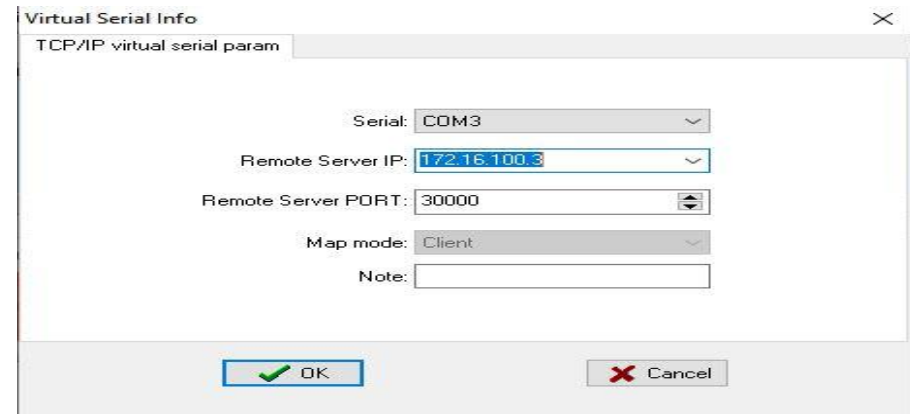 Virtual Serial Info
TCP/IP virtual serial param
Serial: COM3
Remote Server IP: 172.16.100.3
Remote Server PORT: 30000
Map mode: Client
Note:
OK Cancel